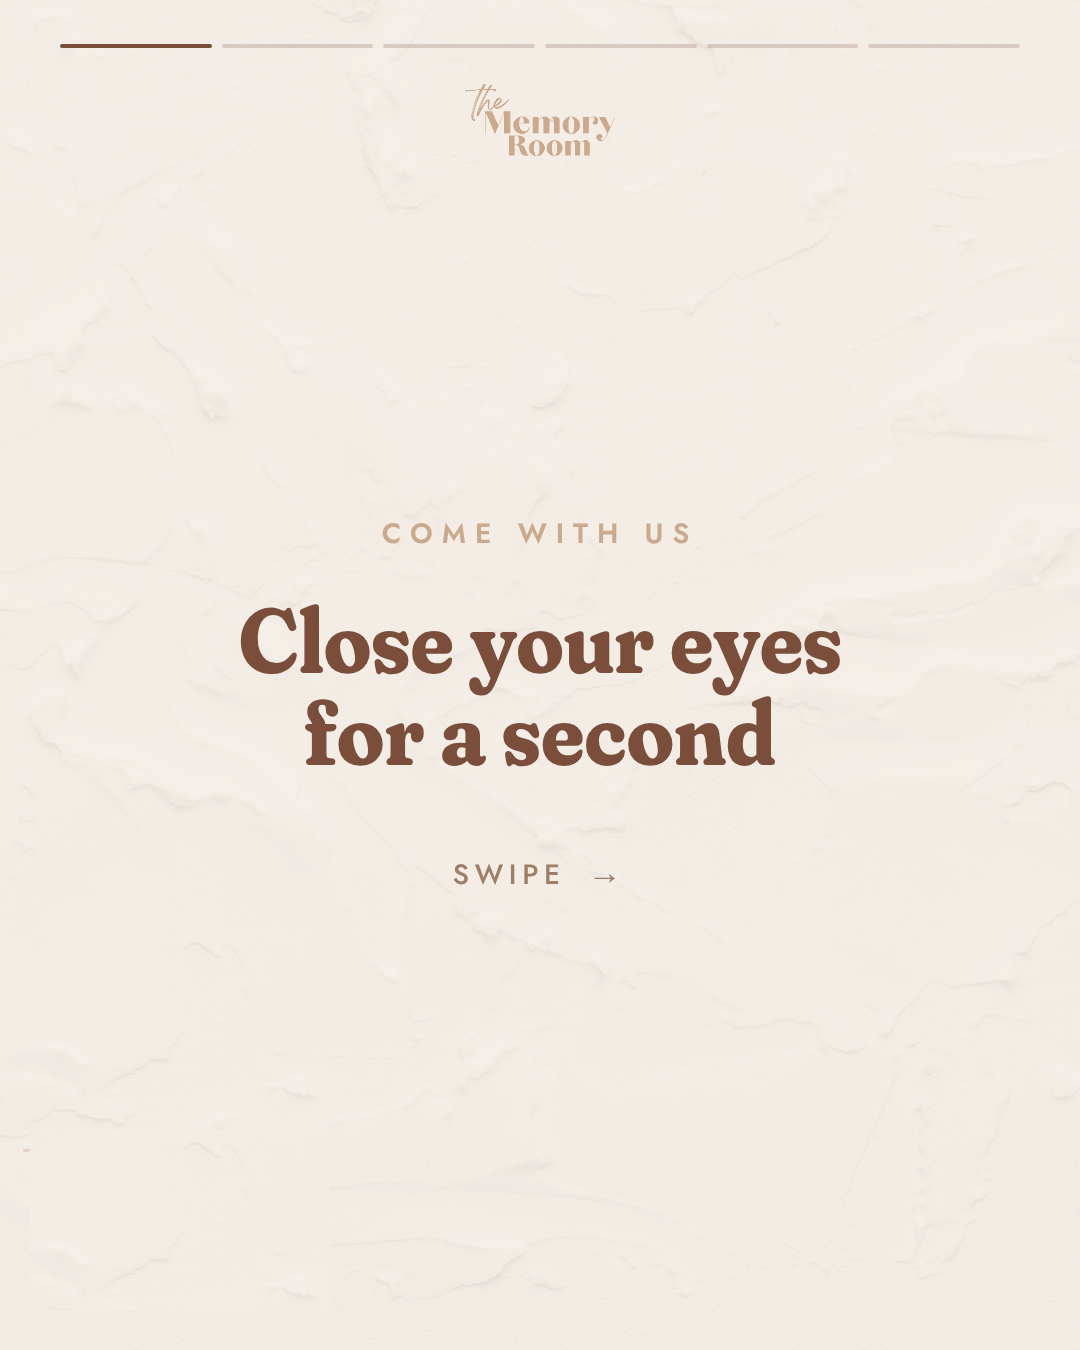 the
Memory
Room
COME WITH US
Close your eyes
for a second
SWIPE →